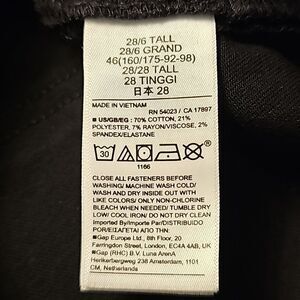 28/6 TALL
28/6 GRAND
46(160/175-92-98)
28/28 TALL
28 TINGGI
日本 28
MADE IN VIETNAM
RN 54023 / CA 17897
■ US/GB/EG : 70% COTTON, 21%
POLYESTER, 7% RAYON/VISCOSE, 2%
SPANDEX/ELASTANE
30
1166
CLOSE ALL FASTENERS BEFORE
WASHING/ MACHINE WASH COLD/
WASH AND DRY INSIDE OUT WITH
LIKE COLORS/ ONLY NON-CHLORINE
BLEACH WHEN NEEDED/ TUMBLE DRY
LOW/ COOL IRON/ DO NOT DRY CLEAN
Imported by/Importado Par/DISTRIBUIDO
POR/ΕΙΣΑΓΕΤΑΙ ΑΠΟ ΤΗΝ:
■Gap Europe Ltd., 8th Floor, 20
Farringdon Street, London, EC4A 4AB, UK
■Gap (RHC) B.V. Luna ArenA
Herikerbergweg 238 Amsterdam, 1101
CM, Netherlands